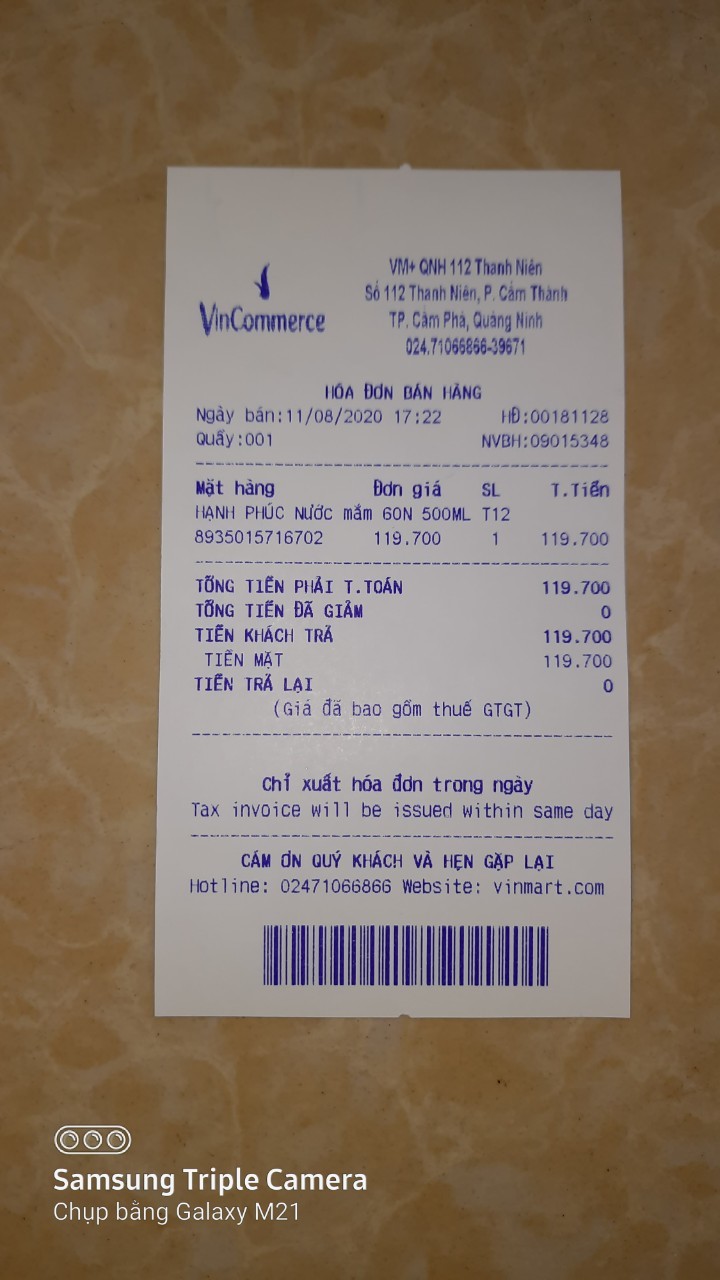 VinCommerce
VM+ QNH 112 Thanh Niên
Số 112 Thanh Niên, P. Cẩm Thành
TP. Cẩm Phả, Quảng Ninh
024.71066866-39671
HÓA ĐƠN BÁN HÀNG
Ngày bán:11/08/2020 17:22 HĐ:00181128
Quầy:001 NVBH:09015348
Mặt hàng Đơn giá SL T.Tiền
HẠNH PHÚC Nước mắm 60N 500ML T12
8935015716702 119.700 1 119.700
TỔNG TIỀN PHẢI T.TOÁN 119.700
TỔNG TIỀN ĐÃ GIẢM 0
TIỀN KHÁCH TRẢ 119.700
TIỀN MẶT 119.700
TIỀN TRẢ LẠI 0
(Giá đã bao gồm thuế GTGT)
Chỉ xuất hóa đơn trong ngày
Tax invoice will be issued within same day
CẢM ƠN QUÝ KHÁCH VÀ HẸN GẶP LẠI
Hotline: 02471066866 Website: vinmart.com
Samsung Triple Camera
Chụp bằng Galaxy M21